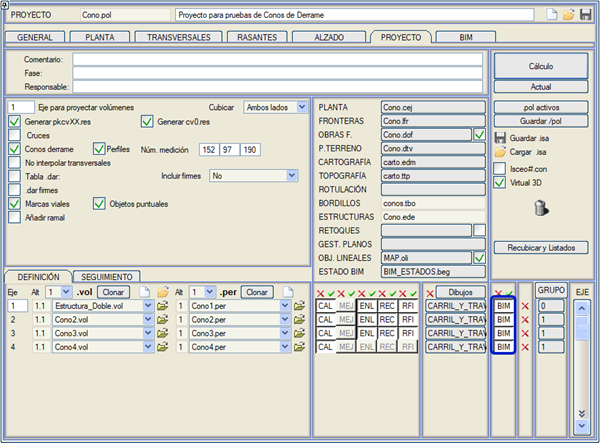 PROYECTO Cono.pol Proyecto para pruebas de Conos de Derrame
GENERAL PLANTA TRANSVERSALES RASANTES ALZADO PROYECTO BIM
Comentario:
Fase:
Responsable:
Cálculo
Actual
1 Eje para proyectar volúmenes Cubicar Ambos lados
Generar pkcvXX.res Generar cv0.res
Cruces
Conos derrame Perfiles Núm. medición 152 97 190
No interpolar transversales
Tabla .dar: Incluir firmes No
.dar firmes
Marcas viales Objetos puntuales
Añadir ramal
PLANTA Cono.cej
FRONTERAS Cono.lfr
OBRAS F. Cono.dof
P.TERRENO Cono.dtv
CARTOGRAFÍA carto.edm
TOPOGRAFÍA carto.ttp
ROTULACIÓN
BORDILLOS conos.tbo
ESTRUCTURAS Cono.ede
RETOQUES
GEST. PLANOS
OBJ. LINEALES MAP.oli
ESTADO BIM BIM_ESTADOS.beg
.pol activos
Guardar /pol
Guardar .isa
Cargar .isa
Isceo#.con
Virtual 3D
Recubicar y Listados
DEFINICIÓN SEGUIMIENTO
Eje Alt 1 .vol Clonar Alt 1 .per Clonar Dibujos GRUPO EJE
1 1.1 Estructura_Doble.vol 1 Cono1.per CAL MEJ ENL REC RFI CARRIL_Y_TRAV BIM 0
2 1.1 Cono2.vol 1 Cono2.per CAL MEJ ENL REC RFI CARRIL_Y_TRAV BIM 1
3 1.1 Cono3.vol 1 Cono3.per CAL MEJ ENL REC RFI CARRIL_Y_TRAV BIM 1
4 1.1 Cono4.vol 1 Cono4.per CAL MEJ ENL REC RFI CARRIL_Y_TRAV BIM 1